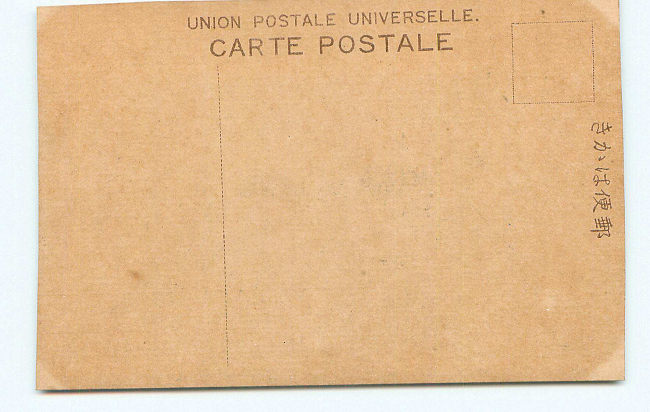 UNION POSTALE UNIVERSELLE.
CARTE POSTALE
きかは便郵